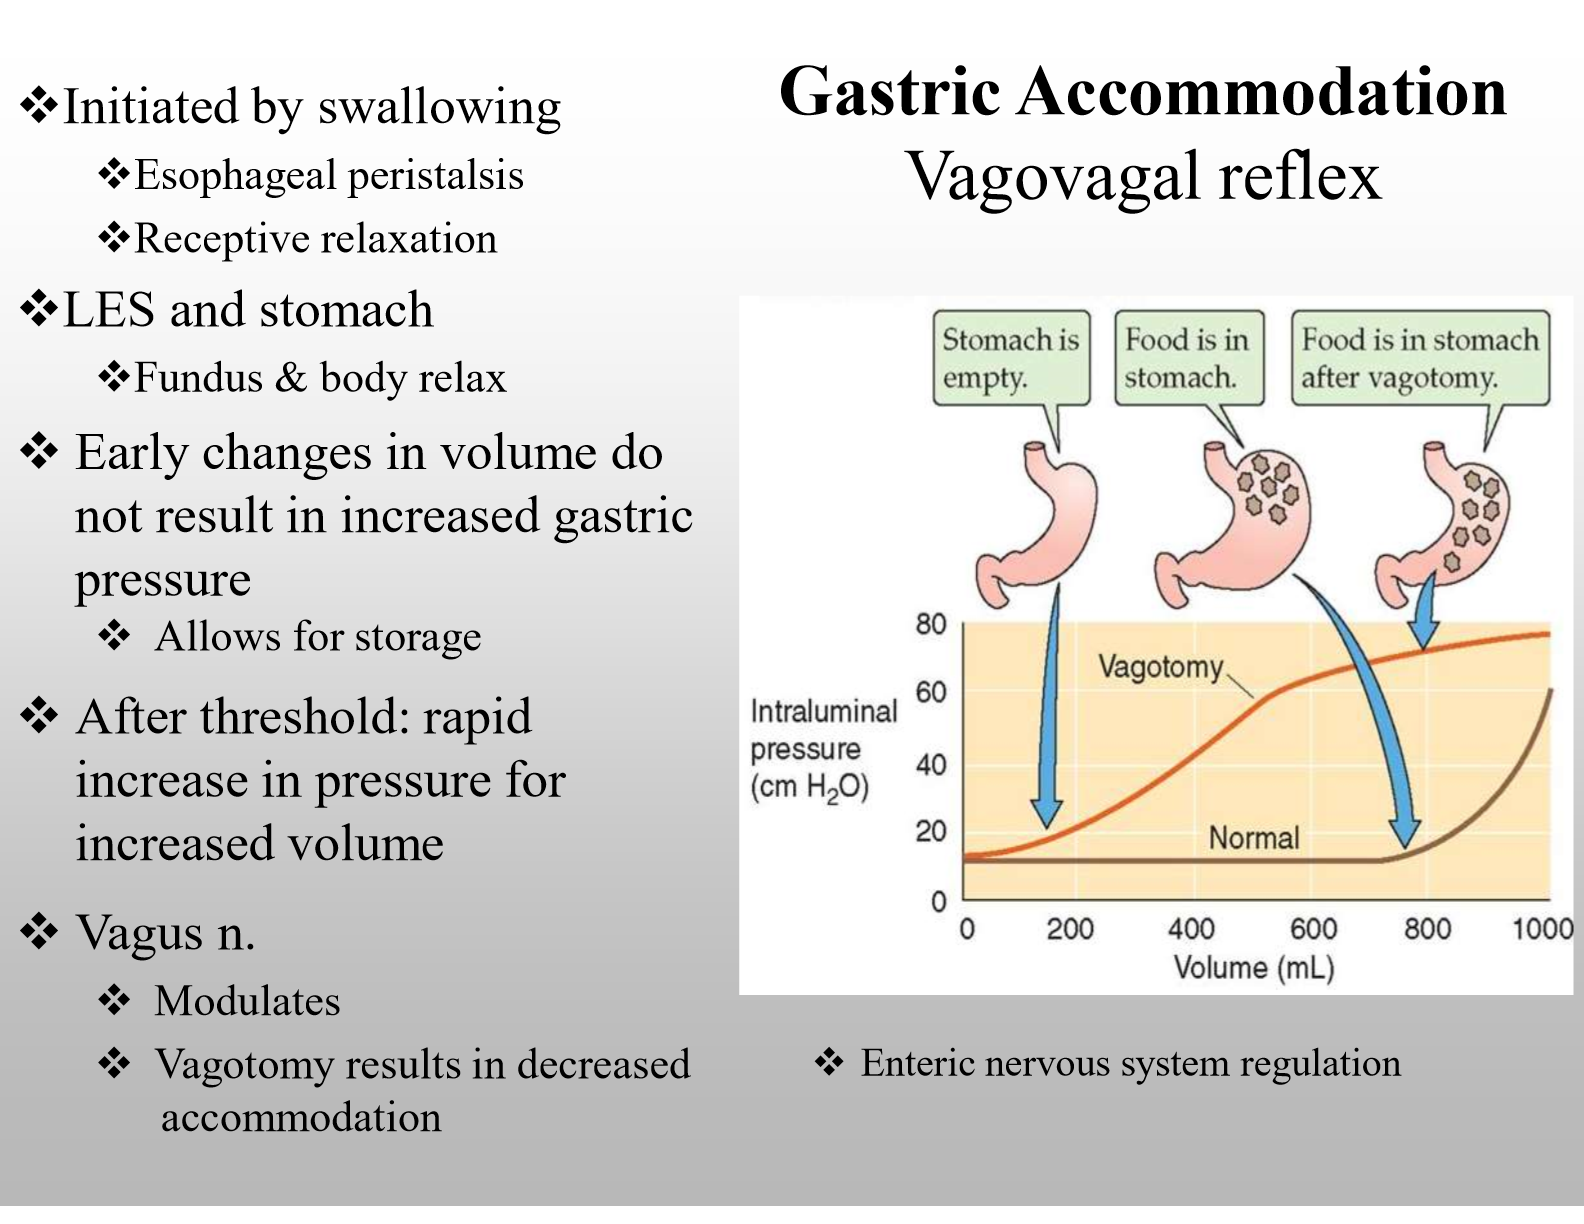 Gastric Accommodation
Vagovagal reflex
❖Initiated by swallowing
❖Esophageal peristalsis
❖Receptive relaxation
❖LES and stomach
❖Fundus & body relax
❖ Early changes in volume do
not result in increased gastric
pressure
❖ Allows for storage
❖ After threshold: rapid
increase in pressure for
increased volume
❖ Vagus n.
❖ Modulates
❖ Vagotomy results in decreased
accommodation
Stomach is
empty.
Food is in
stomach.
Food is in stomach
after vagotomy.
80
60
40
20
0
Intraluminal
pressure
(cm H₂O)
Vagotomy
Normal
0 200 400 600 800 1000
Volume (mL)
❖ Enteric nervous system regulation